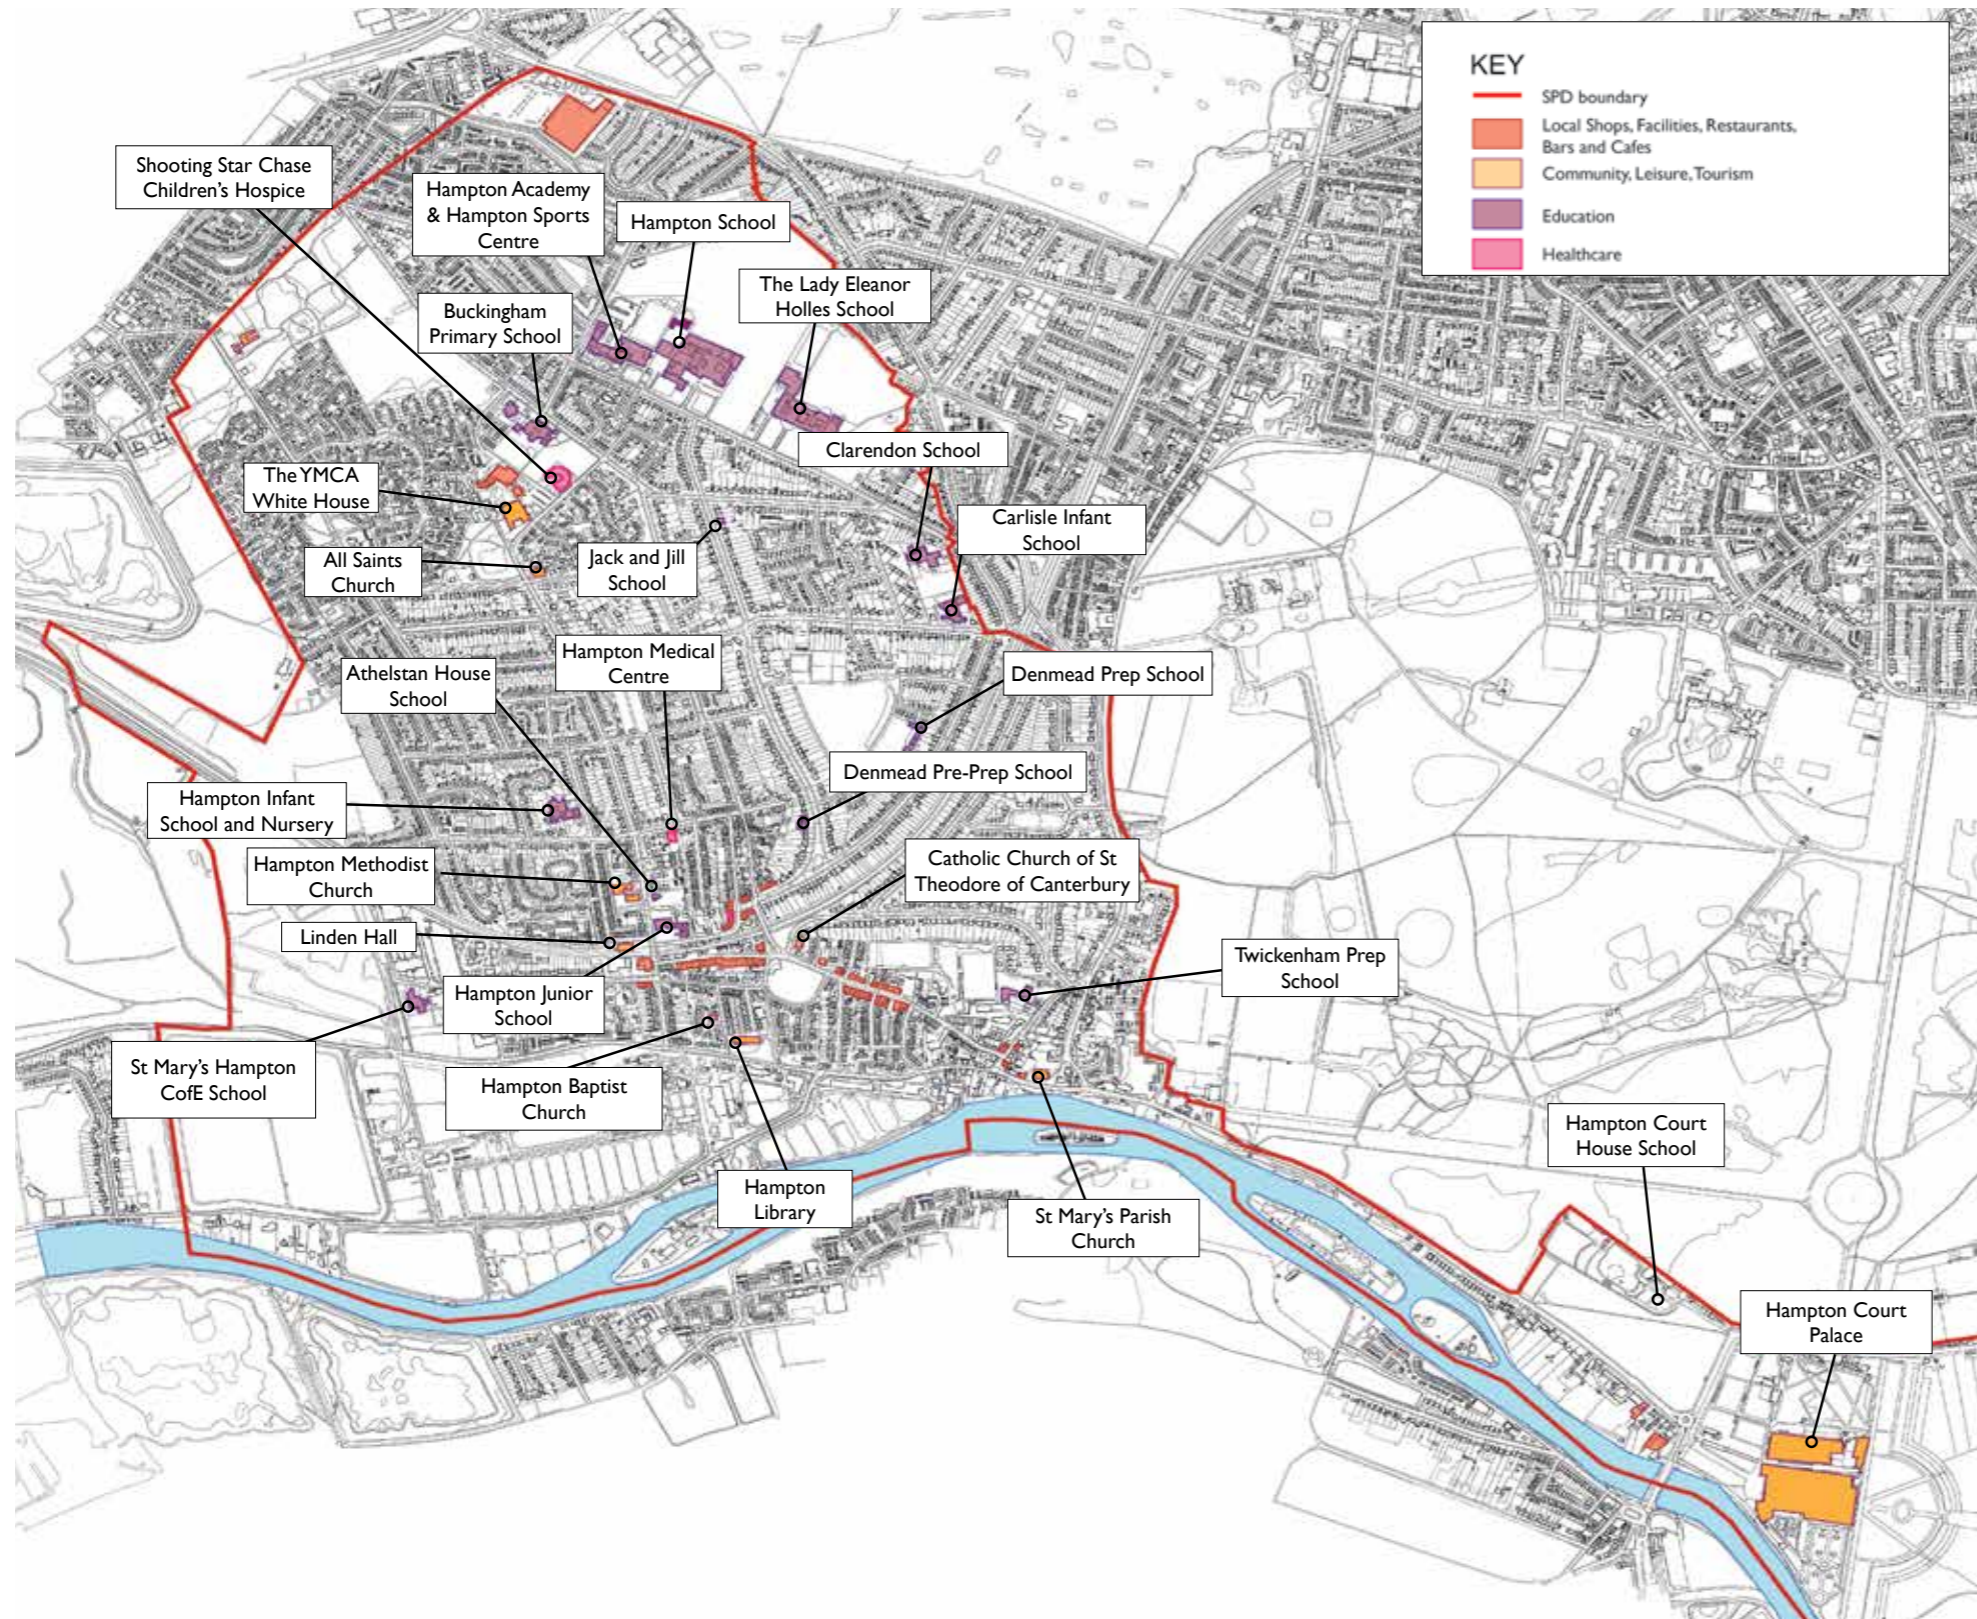 KEY
SPD boundary
Local Shops, Facilities, Restaurants,
Bars and Cafes
Community, Leisure, Tourism
Education
Healthcare
Shooting Star Chase
Children's Hospice
Hampton Academy
& Hampton Sports
Centre
Hampton School
The Lady Eleanor
Holles School
Buckingham
Primary School
Clarendon School
The YMCA
White House
Carlisle Infant
School
All Saints
Church
Jack and Jill
School
Hampton Medical
Centre
Athelstan House
School
Denmead Prep School
Denmead Pre-Prep School
Hampton Infant
School and Nursery
Hampton Methodist
Church
Catholic Church of St
Theodore of Canterbury
Linden Hall
Twickenham Prep
School
Hampton Junior
School
St Mary's Hampton
CofE School
Hampton Baptist
Church
Hampton Court
House School
Hampton
Library
St Mary's Parish
Church
Hampton Court
Palace